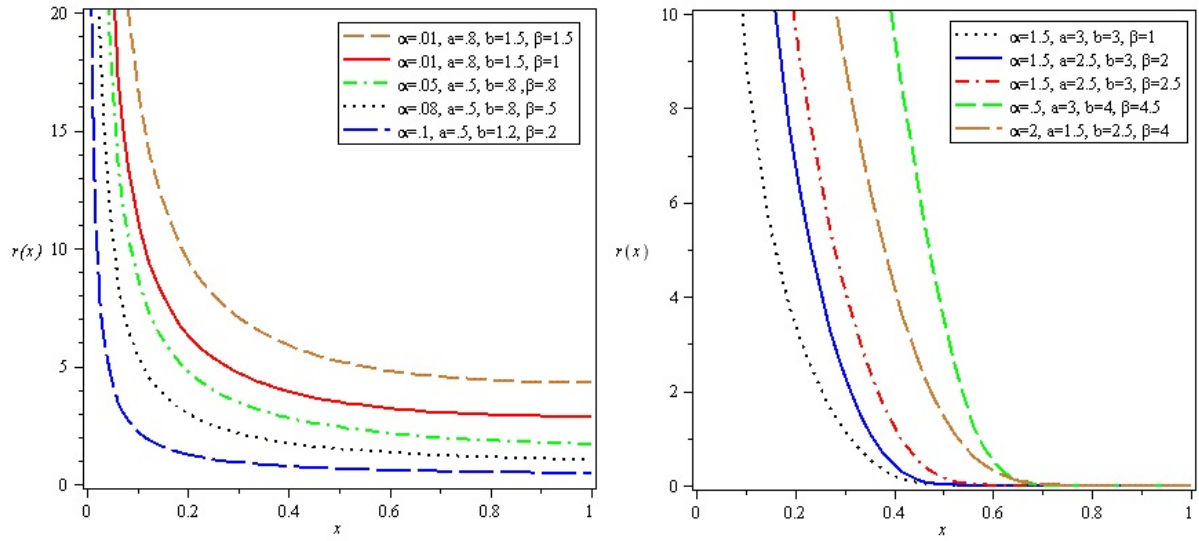 20
15
10
5
0
r(x)
0
0.2
0.4
0.6
0.8
1
x
α=.01, a=.8, b=1.5, β=1.5
α=.01, a=.8, b=1.5, β=1
α=.05, a=.5, b=.8 ,β=.8
α=.08, a=.5, b=.8, β=.5
α=.1, a=.5, b=1.2, β=.2
10
8
6
4
2
0
r(x)
0
0.2
0.4
0.6
0.8
1
x
α=1.5, a=3, b=3, β=1
α=1.5, a=2.5, b=3, β=2
α=1.5, a=2.5, b=3, β=2.5
α=.5, a=3, b=4, β=4.5
α=2, a=1.5, b=2.5, β=4